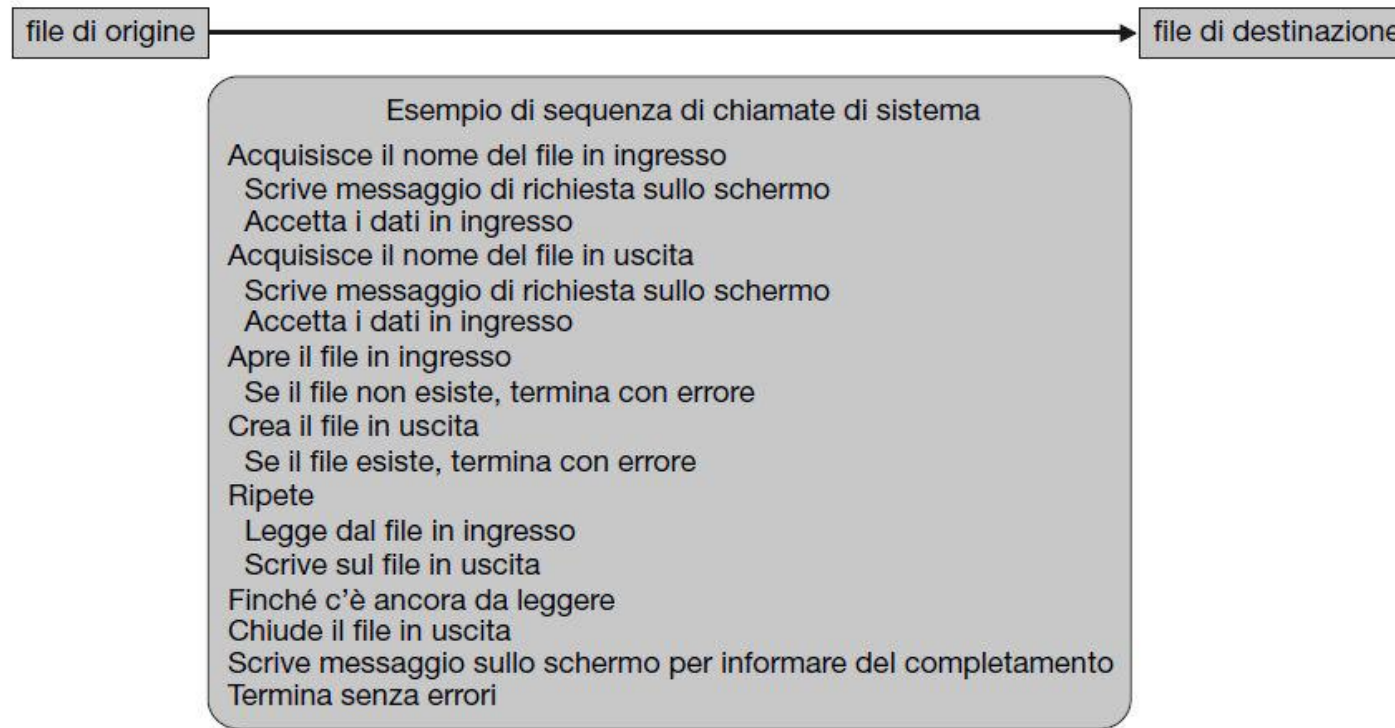 file di origine
file di destinazione
Esempio di sequenza di chiamate di sistema
Acquisisce il nome del file in ingresso
Scrive messaggio di richiesta sullo schermo
Accetta i dati in ingresso
Acquisisce il nome del file in uscita
Scrive messaggio di richiesta sullo schermo
Accetta i dati in ingresso
Apre il file in ingresso
Se il file non esiste, termina con errore
Crea il file in uscita
Se il file esiste, termina con errore
Ripete
Legge dal file in ingresso
Scrive sul file in uscita
Finché c'è ancora da leggere
Chiude il file in uscita
Scrive messaggio sullo schermo per informare del completamento
Termina senza errori